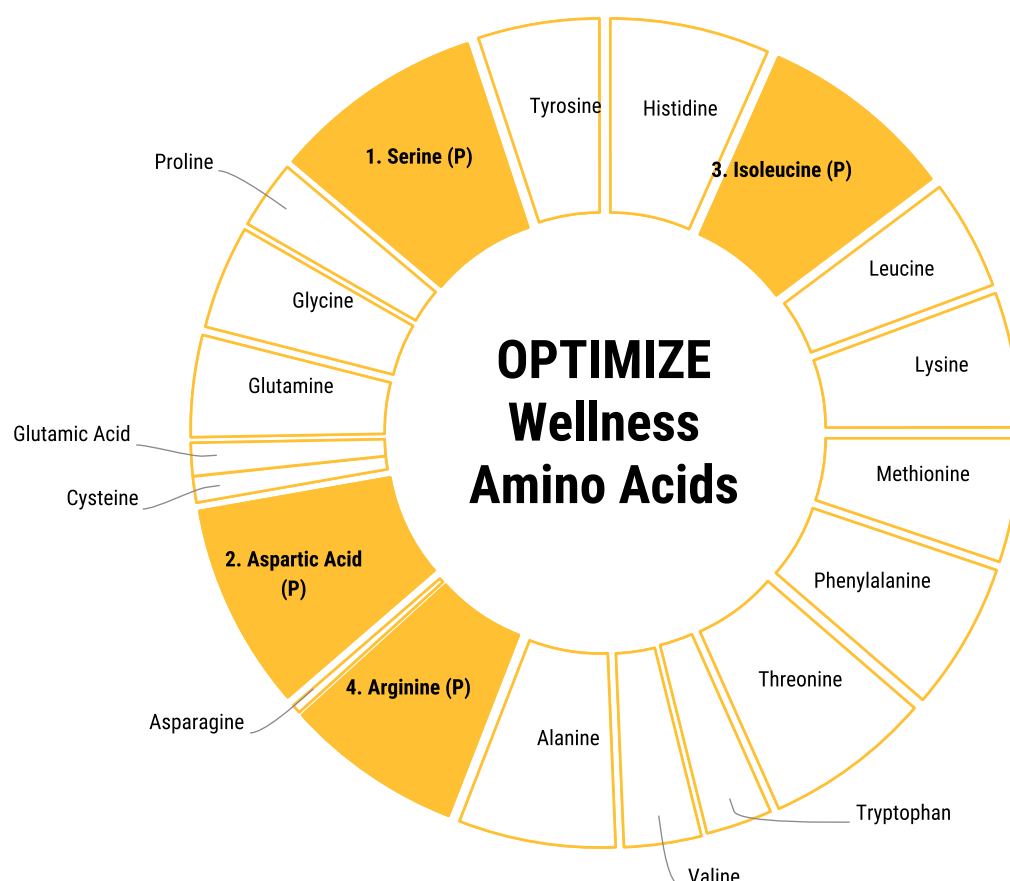 Tyrosine
Histidine
3. Isoleucine (P)
Leucine
Lysine
Methionine
Phenylalanine
Threonine
Tryptophan
Valine
Alanine
4. Arginine (P)
Asparagine
2. Aspartic Acid
(P)
Cysteine
Glutamic Acid
Glutamine
Glycine
Proline
1. Serine (P)
OPTIMIZE
Wellness
Amino Acids